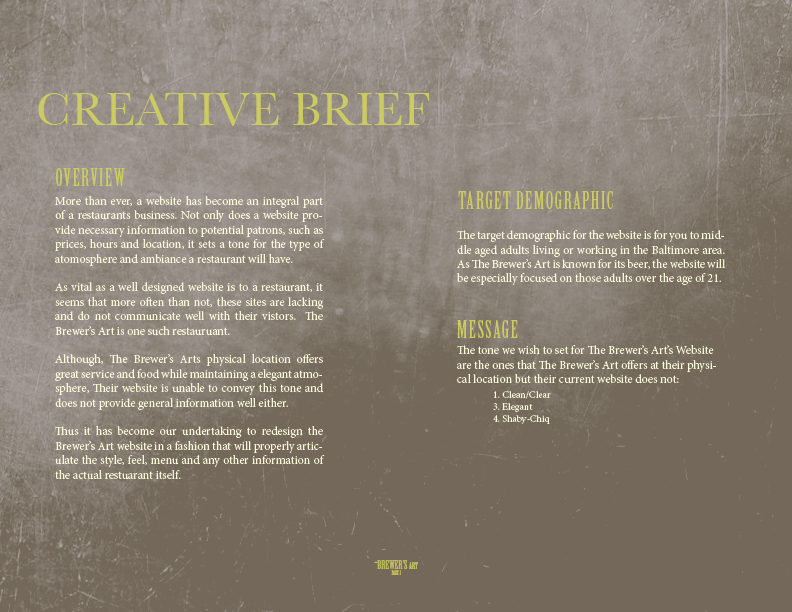 CREATIVE BRIEF
OVERVIEW
More than ever, a website has become an integral part
of a restaurants business. Not only does a website pro-
vide necessary information to potential patrons, such as
prices, hours and location, it sets a tone for the type of
atomosphere and ambiance a restaurant will have.
As vital as a well designed website is to a restaurant, it
seems that more often than not, these sites are lacking
and do not communicate well with their vistors. The
Brewer's Art is one such restauruant.
Although, The Brewer's Arts physical location offers
great service and food while maintaining a elegant atmo-
sphere, Their website is unable to convey this tone and
does not provide general information well either.
Thus it has become our undertaking to redesign the
Brewer's Art website in a fashion that will properly artic-
ulate the style, feel, menu and any other information of
the actual restuarant itself.
TARGET DEMOGRAPHIC
The target demographic for the website is for you to mid-
dle aged adults living or working in the Baltimore area.
As The Brewer's Art is known for its beer, the website will
be especially focused on those adults over the age of 21.
MESSAGE
The tone we wish to set for The Brewer's Art's Website
are the ones that The Brewer's Art offers at their physi-
cal location but their current website does not:
1. Clean/Clear
3. Elegant
4. Shaby-Chiq
BREWER'S ART